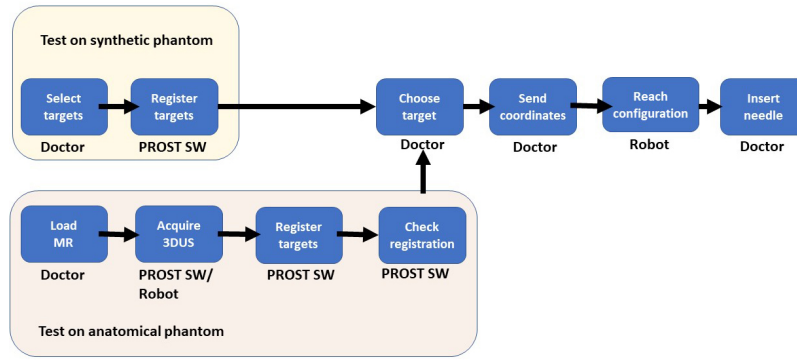 Test on synthetic phantom
Select
targets
Register
targets
Choose
target
Send
coordinates
Reach
configuration
Insert
needle
Doctor
PROST SW
Doctor
Doctor
Robot
Doctor
Load
MR
Acquire
3DUS
Register
targets
Check
registration
Doctor
PROST SW/
Robot
PROST SW
PROST SW
Test on anatomical phantom